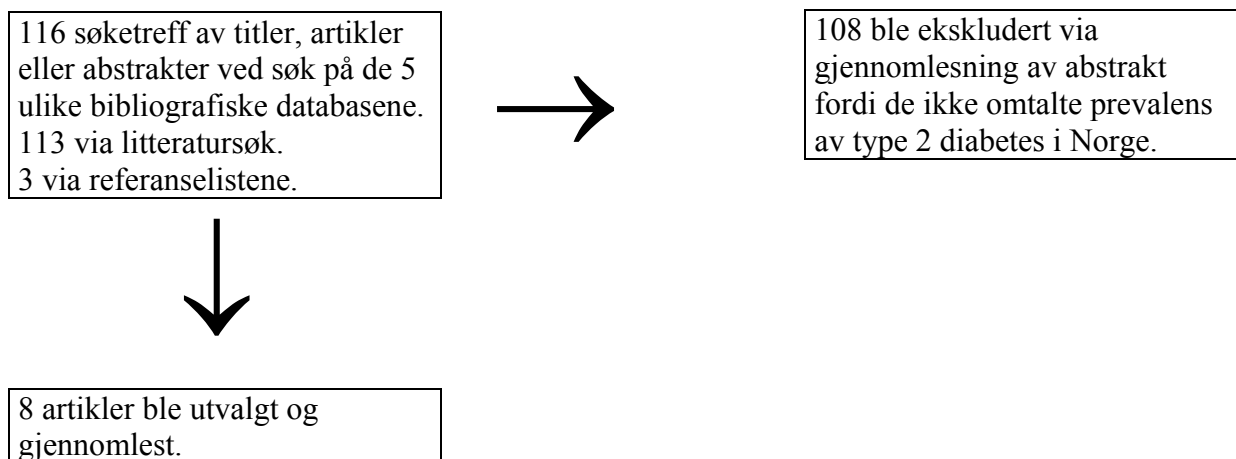 116 søketreff av titler, artikler
eller abstrakter ved søk på de 5
ulike bibliografiske databasene.
113 via litteratursøk.
3 via referanselistene.
108 ble ekskludert via
gjennomlesning av abstrakt
fordi de ikke omtalte prevalens
av type 2 diabetes i Norge.
8 artikler ble utvalgt og
gjennomlest.